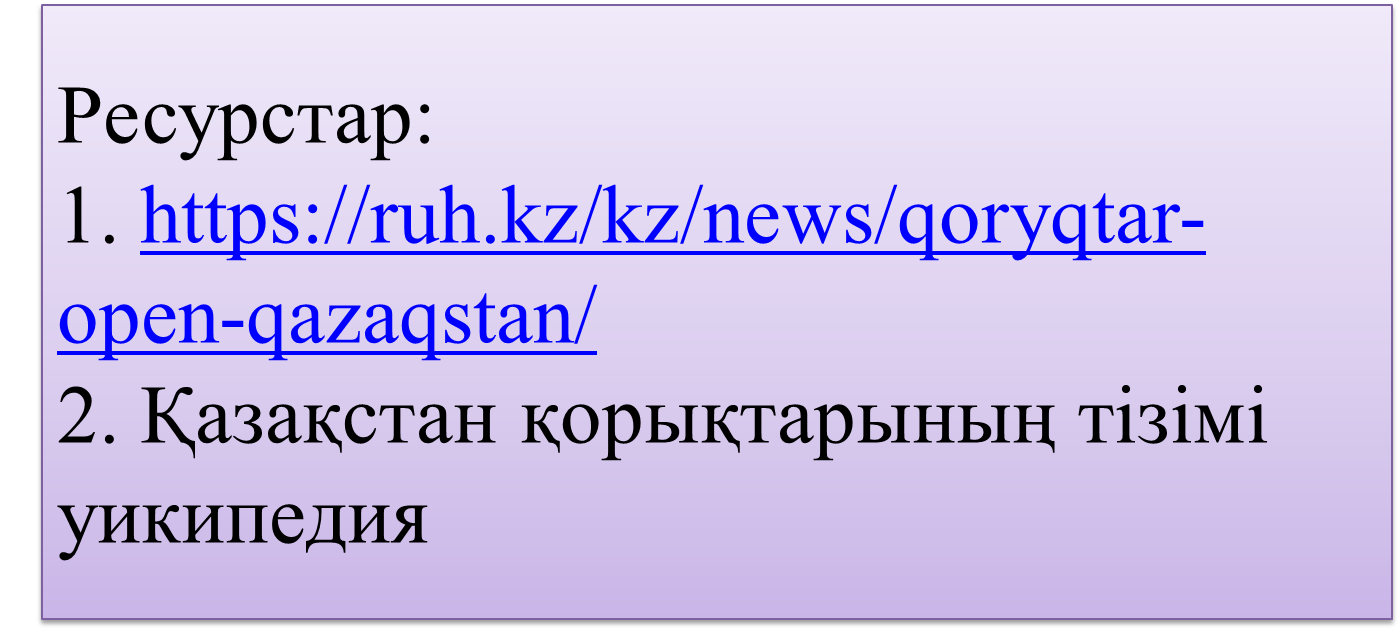 Ресурстар:
1. https://ruh.kz/kz/news/qoryqtar-
open-qazaqstan/
2. Қазақстан қорықтарының тізімі
уикипедия